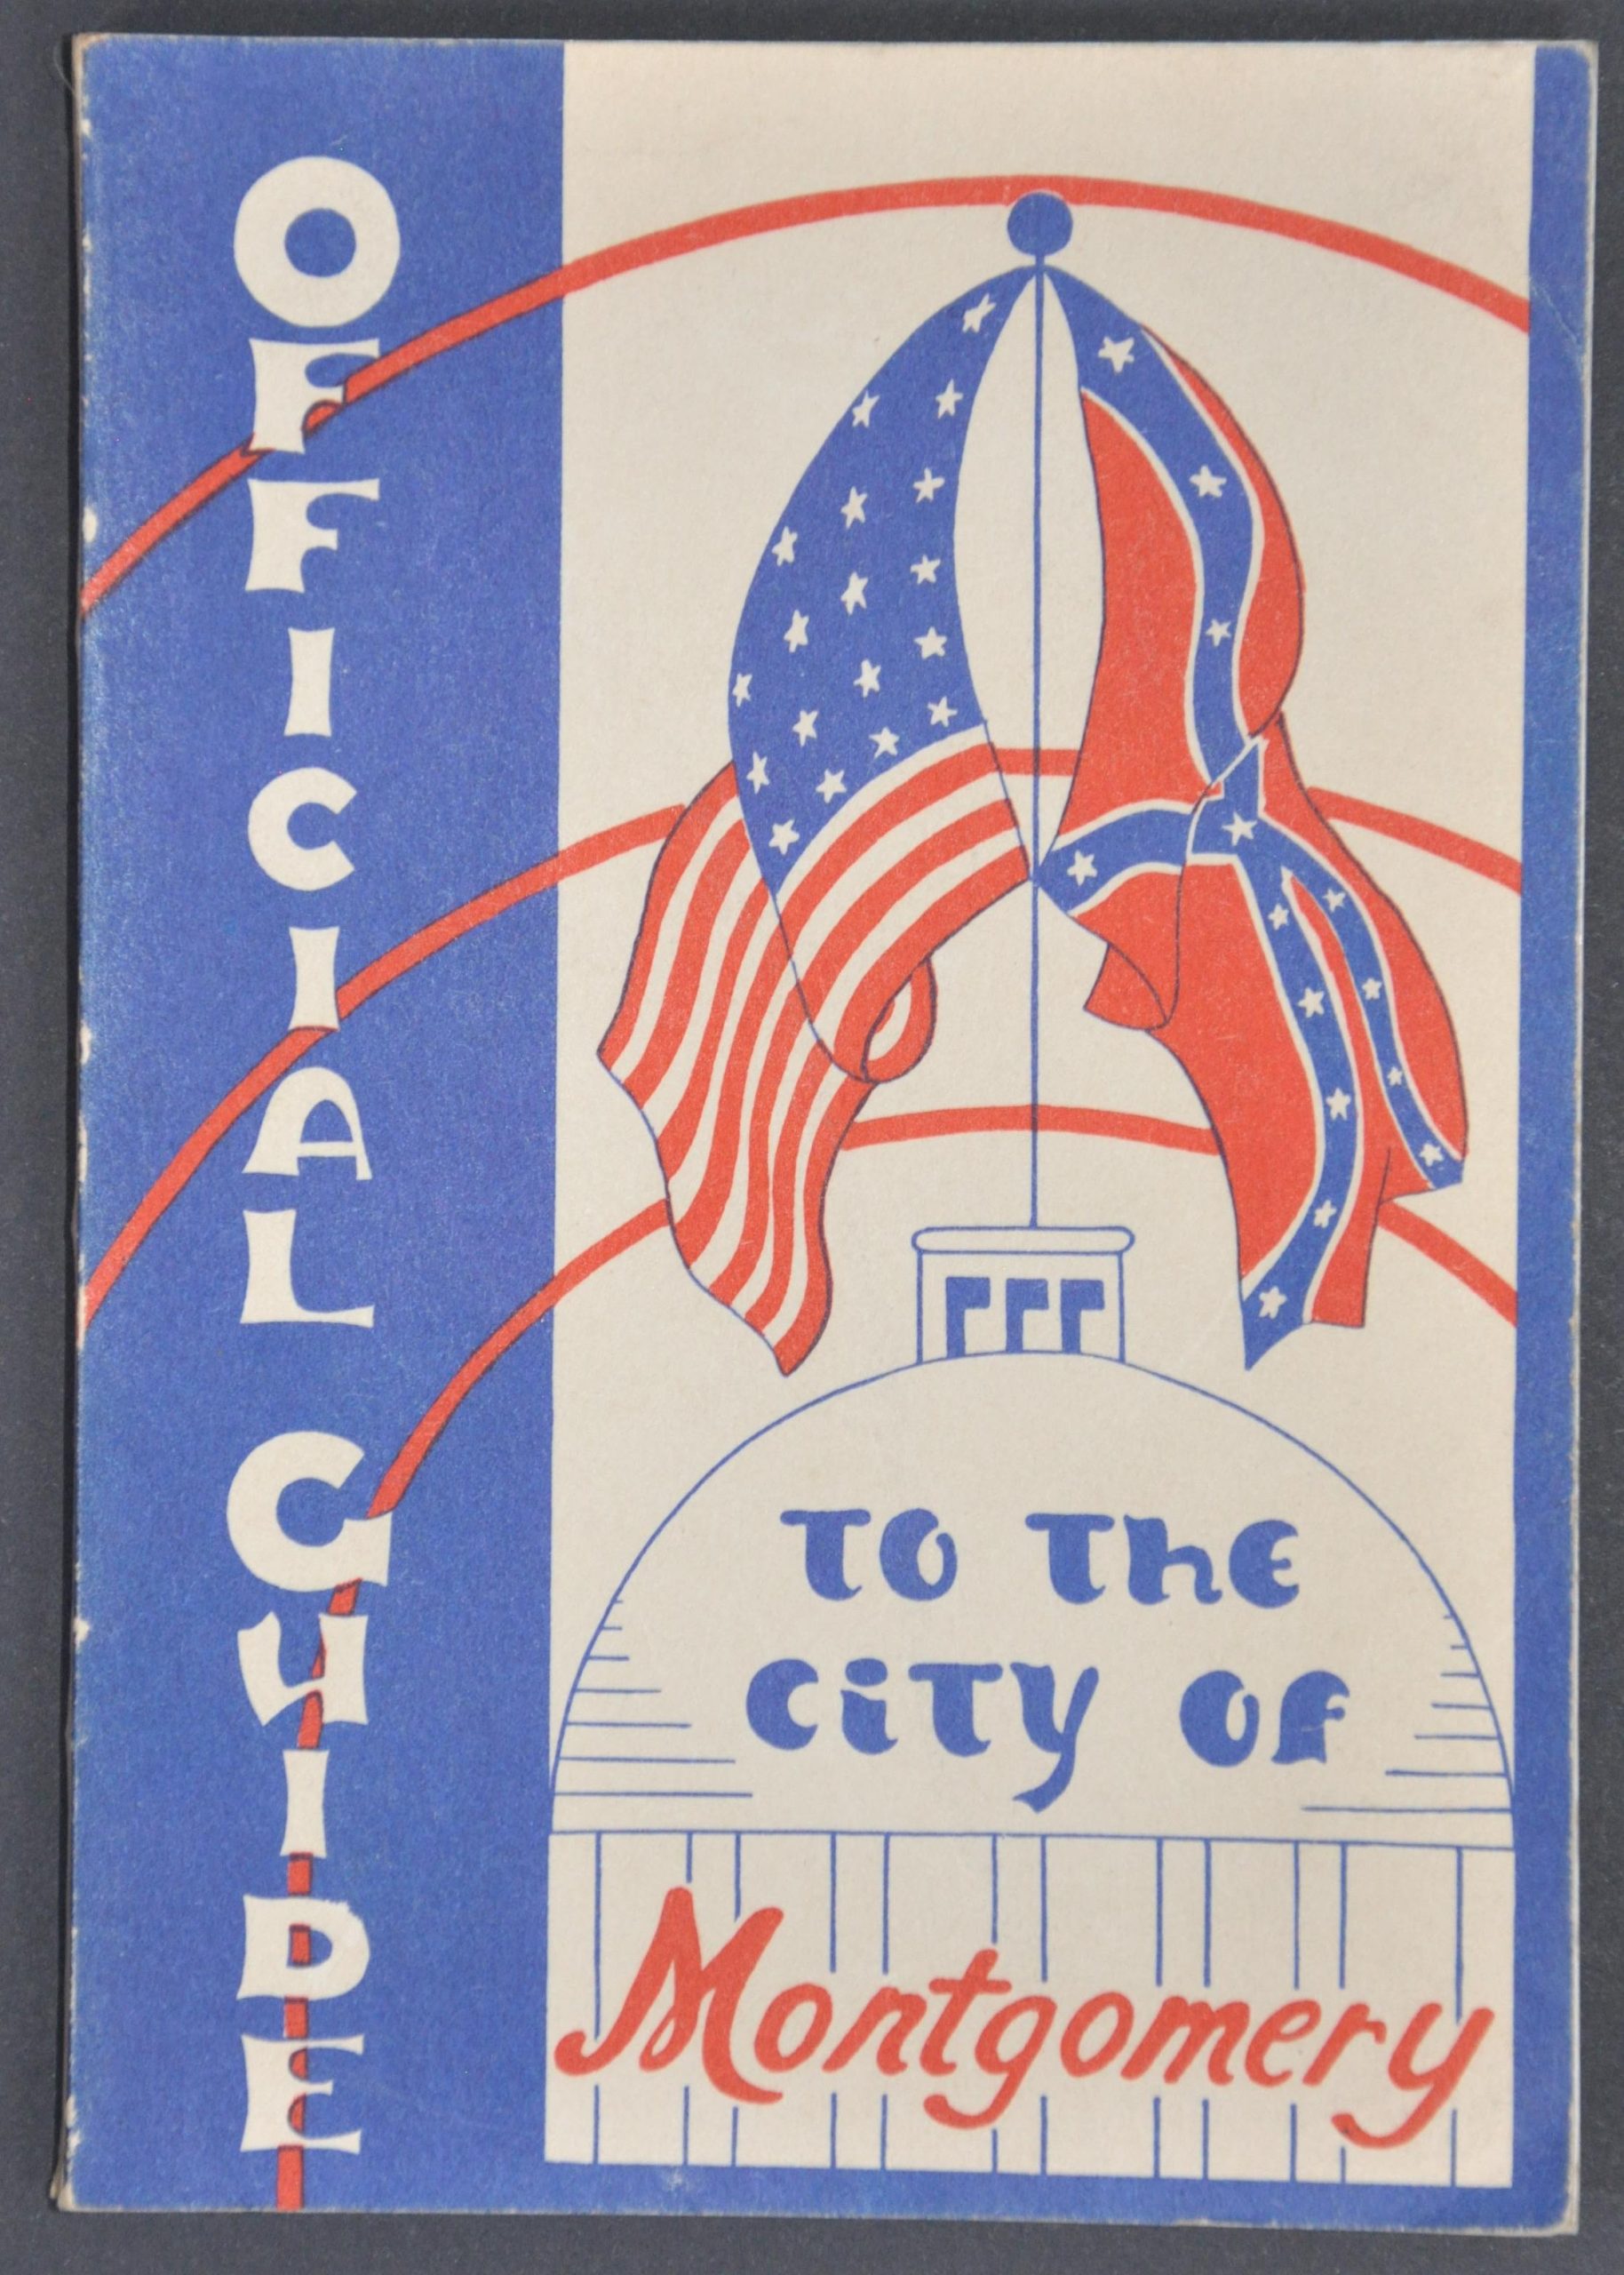 OFFICIAL GUIDE
TO THE
CITY OF
Montgomery